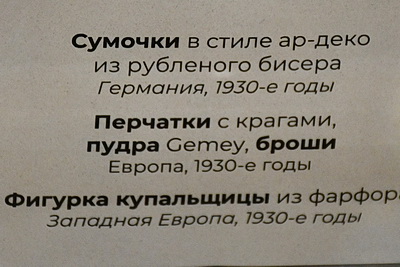 Сумочки в стиле ар-деко
из рубленого бисера
Германия, 1930-е годы
Перчатки с крагами,
пудра Gemey, броши
Европа, 1930-е годы
Фигурка купальщицы из фарфор
Западная Европа, 1930-е годы